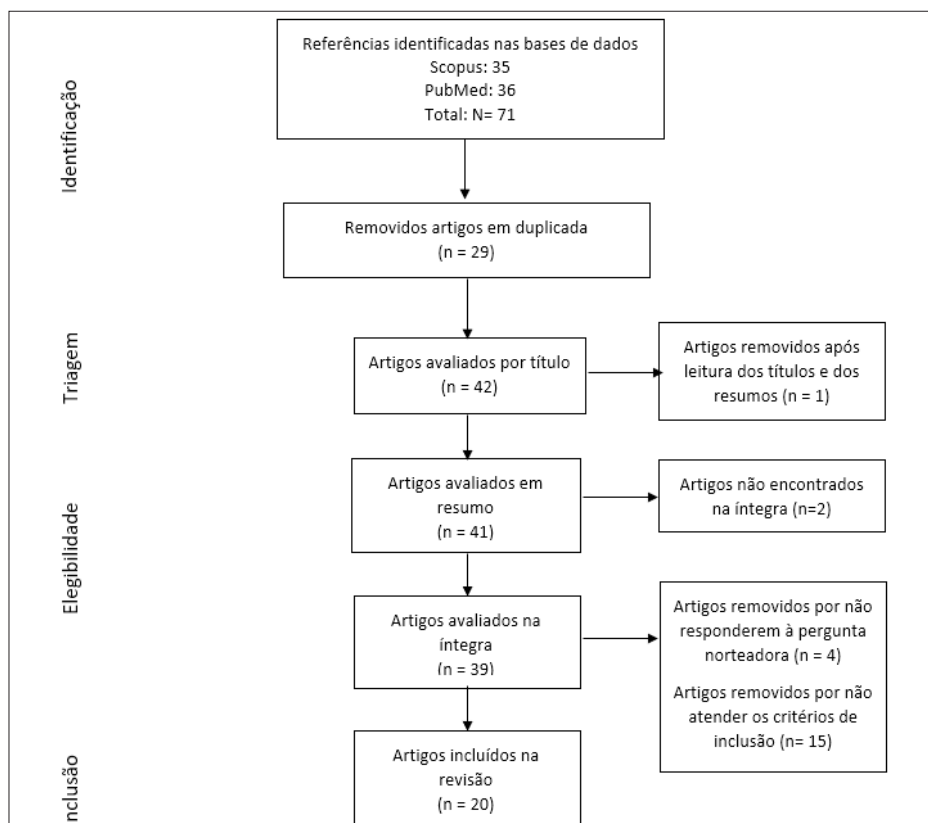 Identificação
Referências identificadas nas bases de dados
Scopus: 35
PubMed: 36
Total: N= 71
Removidos artigos em duplicada
(n = 29)
Triagem
Artigos avaliados por título
(n = 42)
Artigos removidos após
leitura dos títulos e dos
resumos (n = 1)
Elegibilidade
Artigos avaliados em
resumo
(n = 41)
Artigos não encontrados
na íntegra (n=2)
Artigos avaliados na
íntegra
(n = 39)
Artigos removidos por não
responderem à pergunta
norteadora (n = 4)
Artigos removidos por não
atender os critérios de
inclusão (n= 15)
nclusão
Artigos incluídos na
revisão
(n = 20)